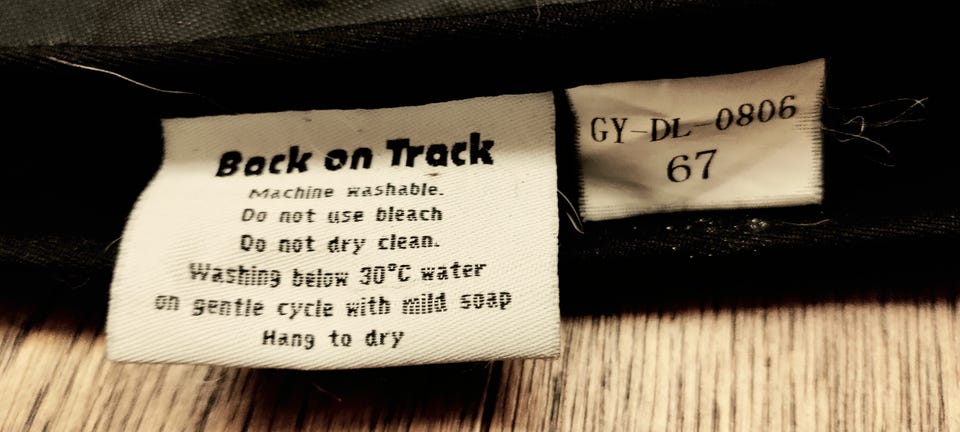 Back on Track
Machine washable.
Do not use bleach
Do not dry clean.
Washing below 30°C water
on gentle cycle with mild soap
Hang to dry
GY-DL-0806
67